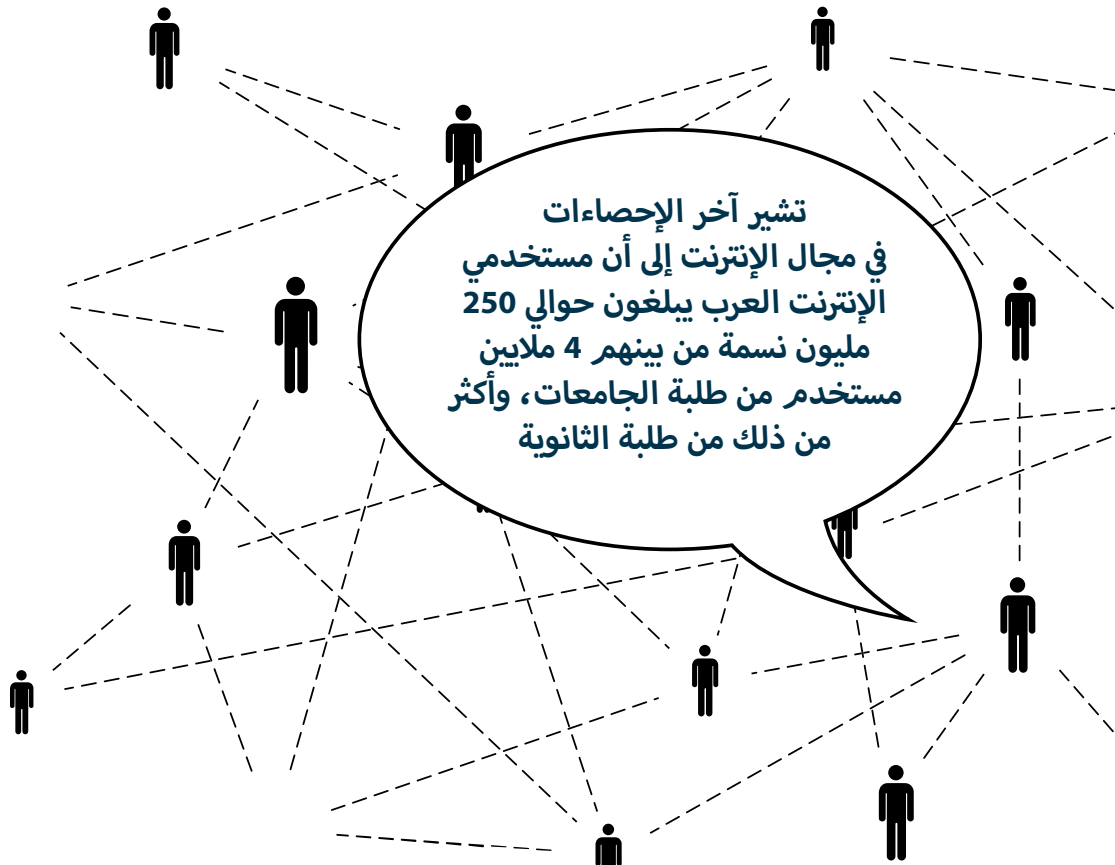 تشير آخر الإحصاءات
في مجال الإنترنت إلى أن مستخدمي
الإنترنت العرب يبلغون حوالي 250
مليون نسمة من بينهم 4 ملايين
مستخدم من طلبة الجامعات، وأكثر
من ذلك من طلبة الثانوية